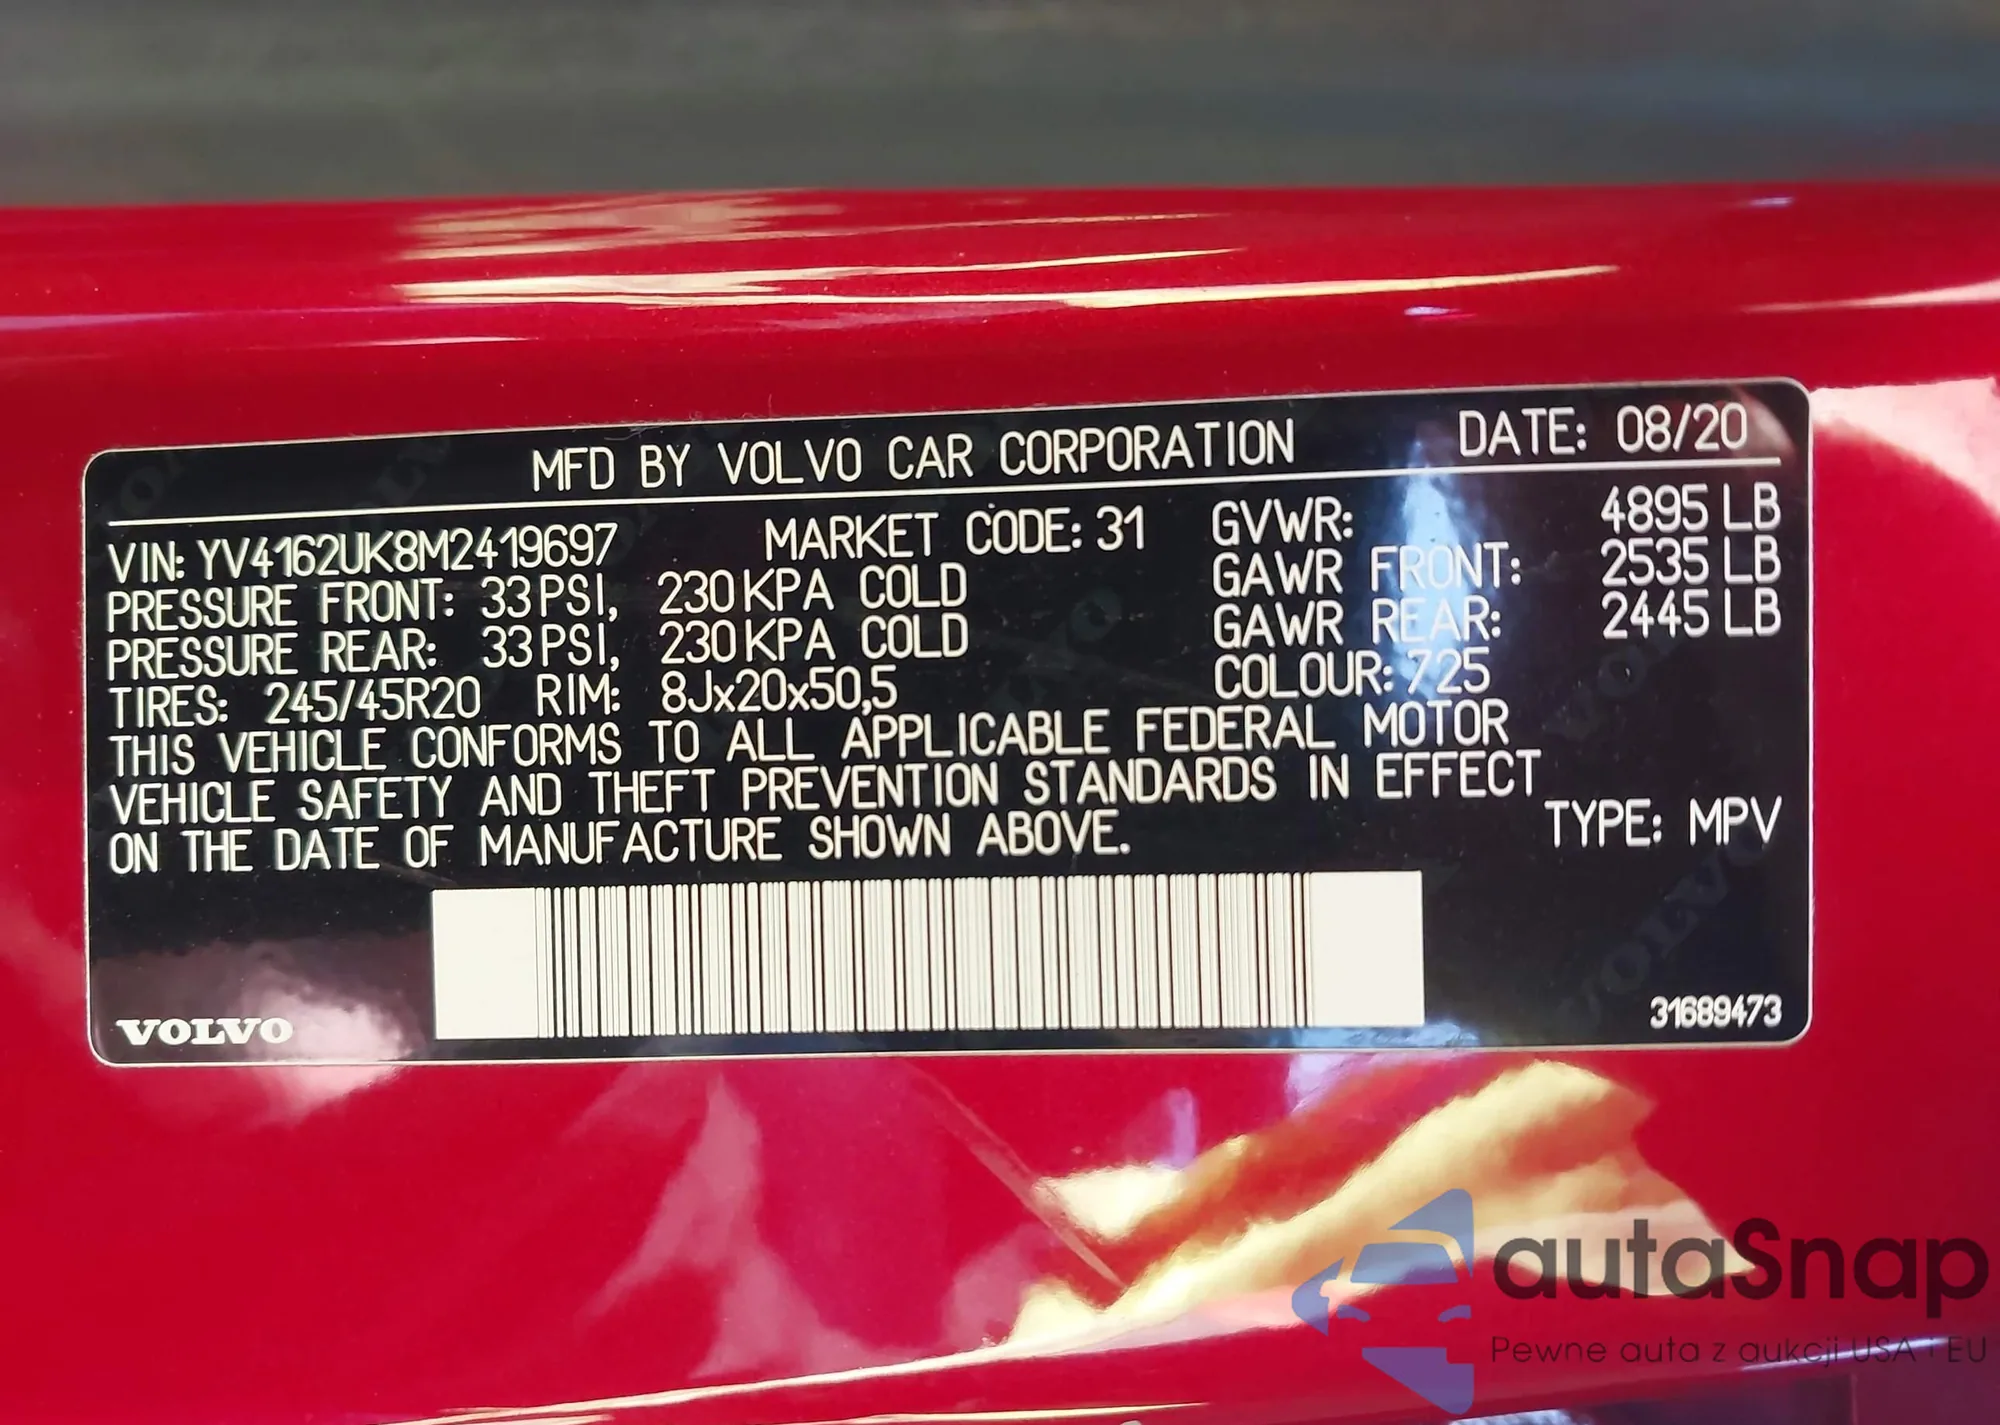 MFD BY VOLVO CAR CORPORATION DATE: 08/20
VIN: YV4162UK8M2419697 MARKET CODE: 31 GVWR: 4895 LB
PRESSURE FRONT: 33 PSI, 230 KPA COLD GAWR FRONT: 2535 LB
PRESSURE REAR: 33 PSI, 230 KPA COLD GAWR REAR: 2445 LB
TIRES: 245/45R20 RIM: 8Jx20x50,5 COLOUR: 725
THIS VEHICLE CONFORMS TO ALL APPLICABLE FEDERAL MOTOR
VEHICLE SAFETY AND THEFT PREVENTION STANDARDS IN EFFECT
ON THE DATE OF MANUFACTURE SHOWN ABOVE. TYPE: MPV
VOLVO 31689473
autaSnap
Pewne auta z aukcji USA i EU